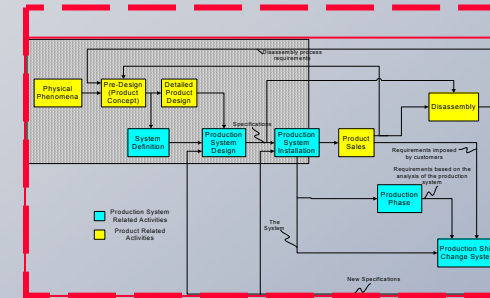 Disassembly process
requirements
Physical
Phenomena
Pre-Design
(Product
Concept)
Detailed
Product
Design
Disassembly
System
Definition
Production
System
Design
Specifications
Production
System
Installation
Product
Sales
Requirements imposed
by customers
Requirements based on the
analysis of the production
system
Production
Phase
Production System
Related Activities
Product Related
Activities
The
System
Production Shi
Change System
New Specifications